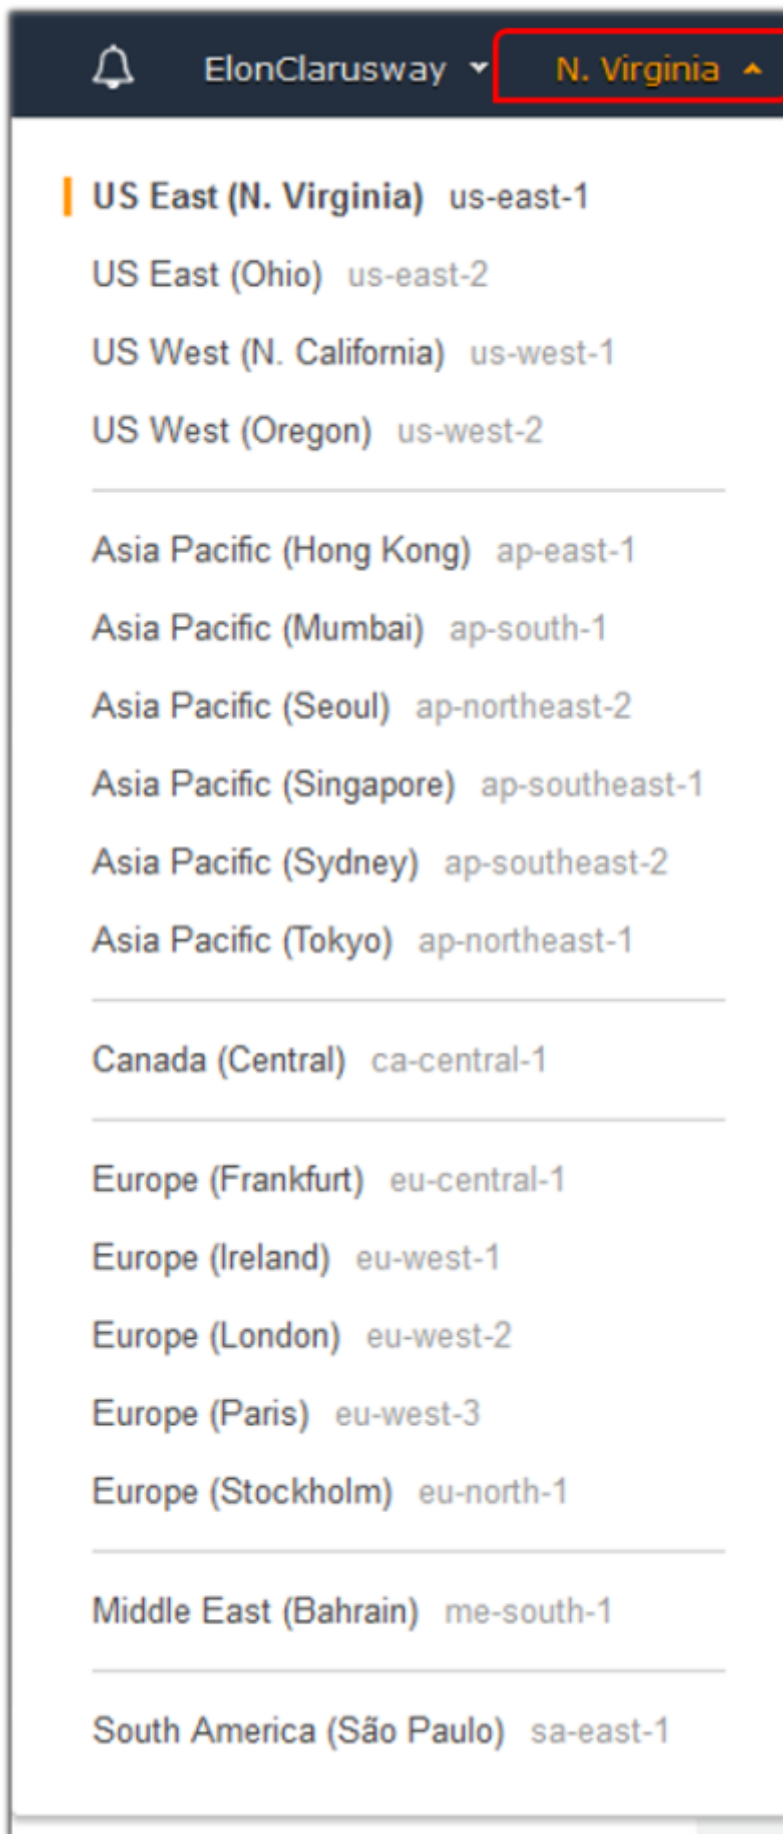 ElonClarusway N. Virginia
US East (N. Virginia) us-east-1
US East (Ohio) us-east-2
US West (N. California) us-west-1
US West (Oregon) us-west-2
Asia Pacific (Hong Kong) ap-east-1
Asia Pacific (Mumbai) ap-south-1
Asia Pacific (Seoul) ap-northeast-2
Asia Pacific (Singapore) ap-southeast-1
Asia Pacific (Sydney) ap-southeast-2
Asia Pacific (Tokyo) ap-northeast-1
Canada (Central) ca-central-1
Europe (Frankfurt) eu-central-1
Europe (Ireland) eu-west-1
Europe (London) eu-west-2
Europe (Paris) eu-west-3
Europe (Stockholm) eu-north-1
Middle East (Bahrain) me-south-1
South America (São Paulo) sa-east-1